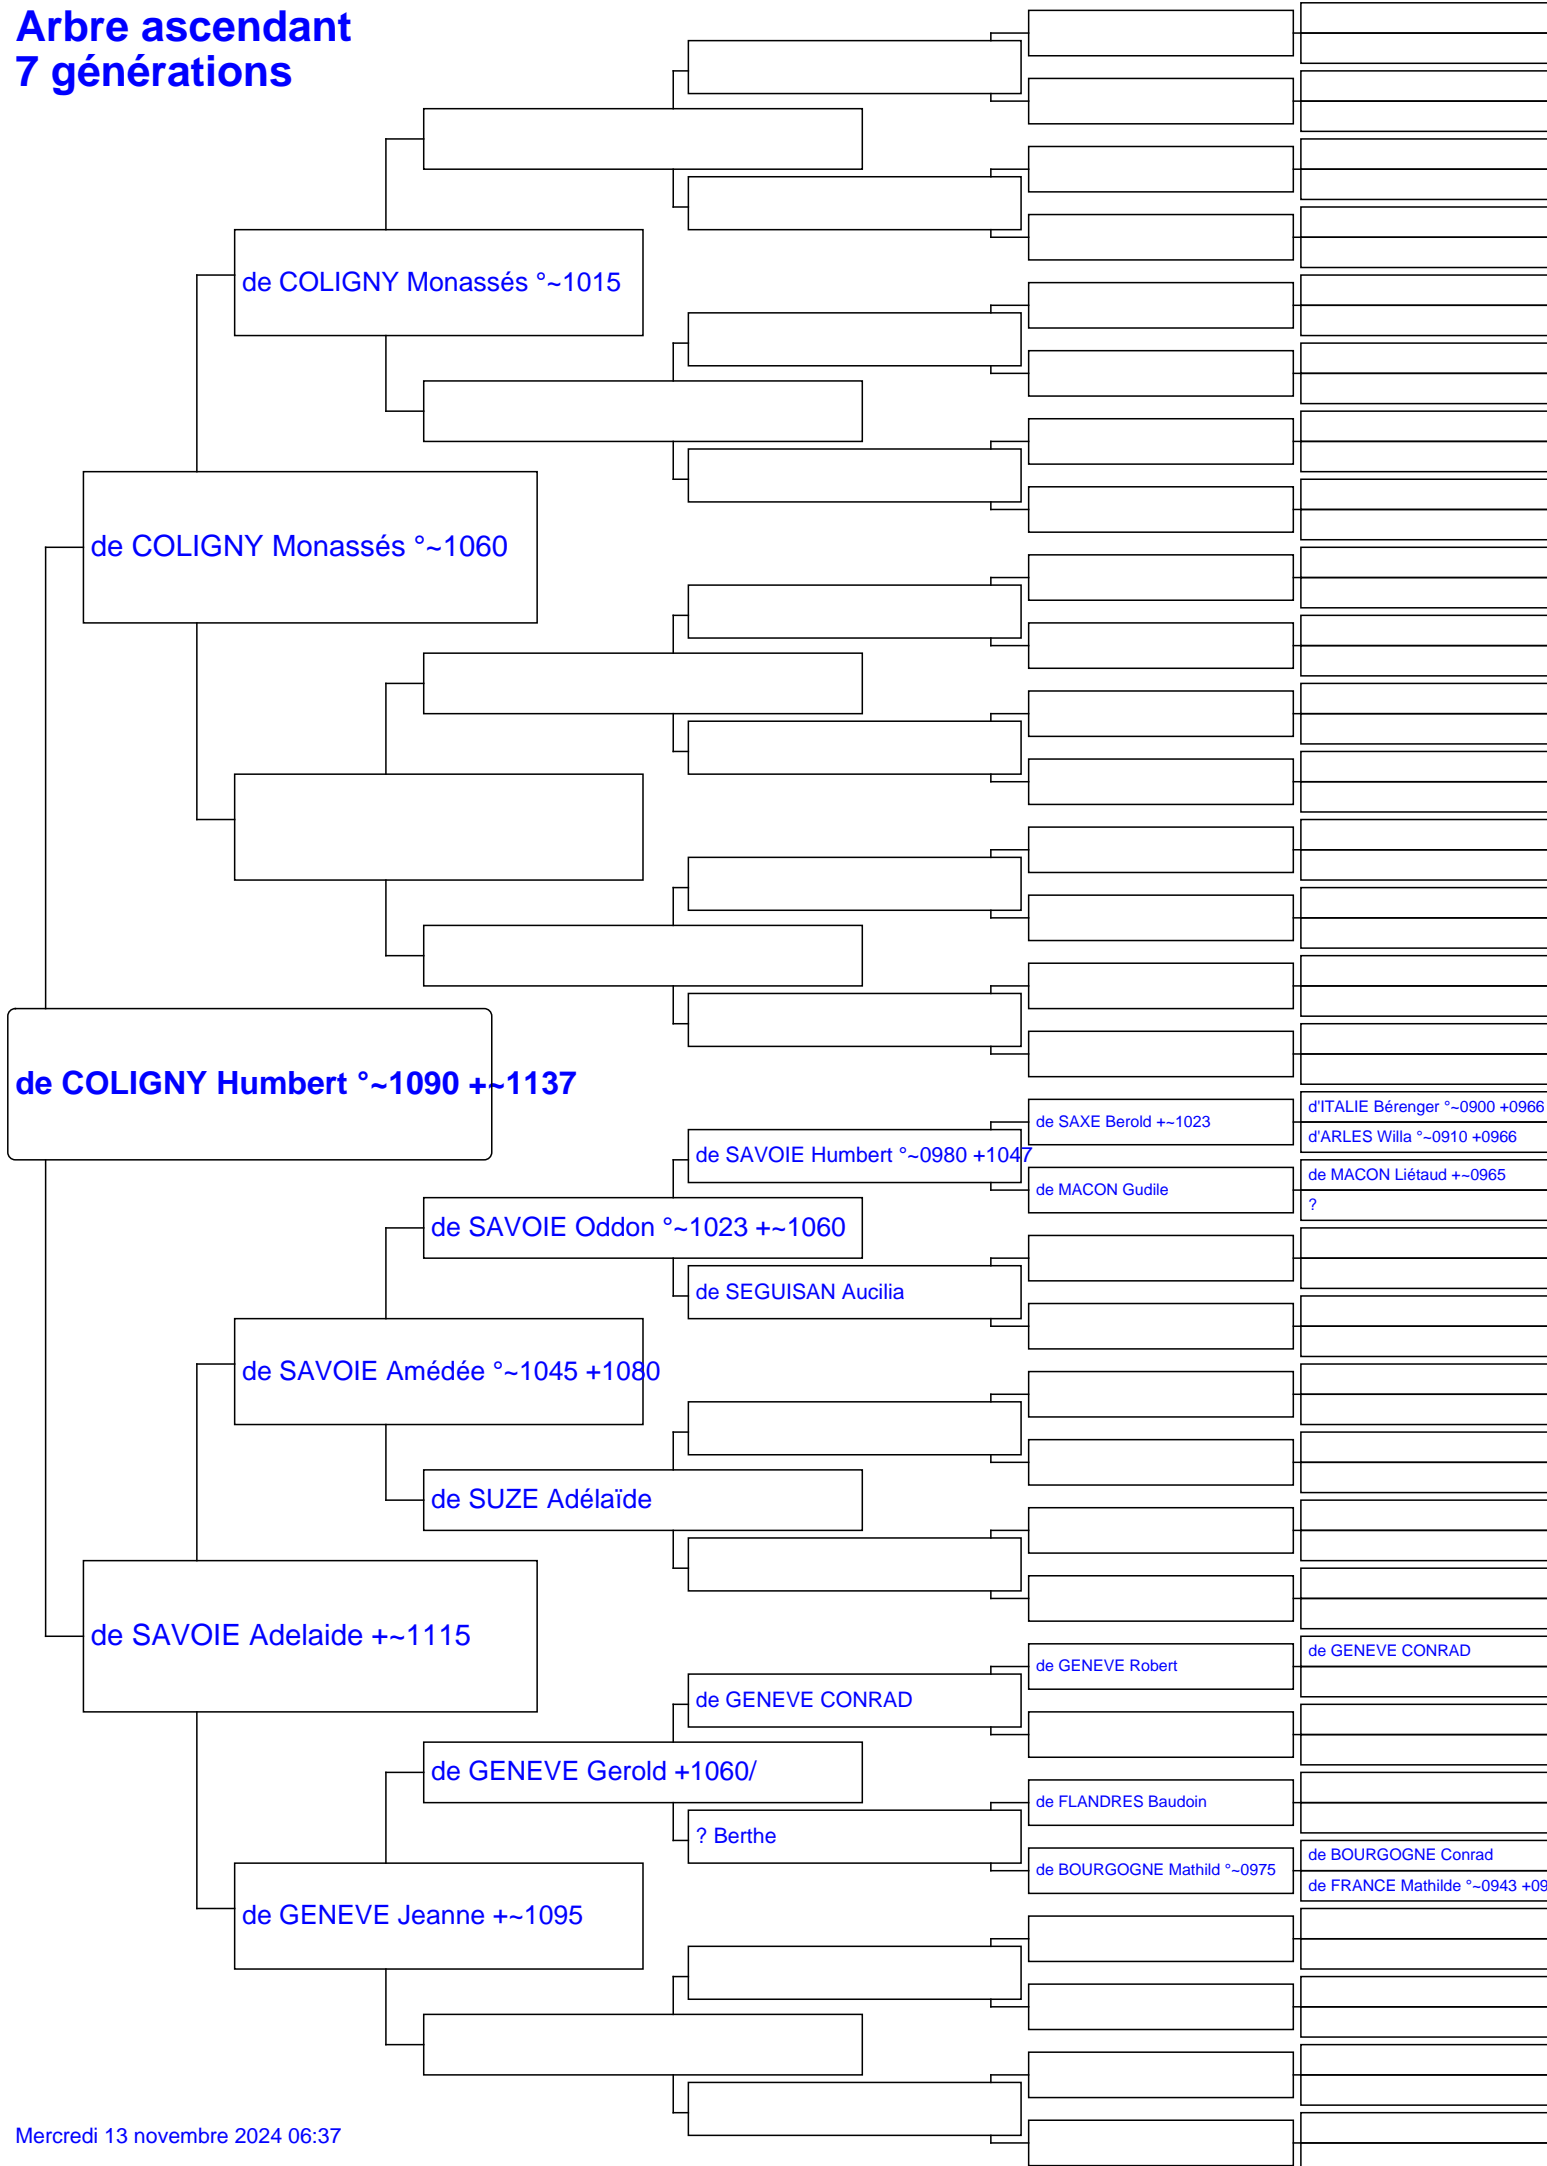 Arbre ascendant
7 générations
de COLIGNY Monassés °~1015
de COLIGNY Monassés °~1060
de COLIGNY Humbert °~1090 +~1137
d'ITALIE Bérenger °~0900 +0966
de SAXE Berold +~1023
d'ARLES Willa °~0910 +0966
de SAVOIE Humbert °~0980 +1047
de MACON Liétaud +~0965
de MACON Gudile
?
de SAVOIE Oddon °~1023 +~1060
de SEGUISAN Aucilia
de SAVOIE Amédée °~1045 +1080
de SUZE Adélaïde
de SAVOIE Adelaide +~1115
de GENEVE CONRAD
de GENEVE Robert
de GENEVE CONRAD
de GENEVE Gerold +1060/
de FLANDRES Baudoin
? Berthe
de BOURGOGNE Conrad
de BOURGOGNE Mathild °~0975
de FRANCE Mathilde °~0943 +09
de GENEVE Jeanne +~1095
Mercredi 13 novembre 2024 06:37